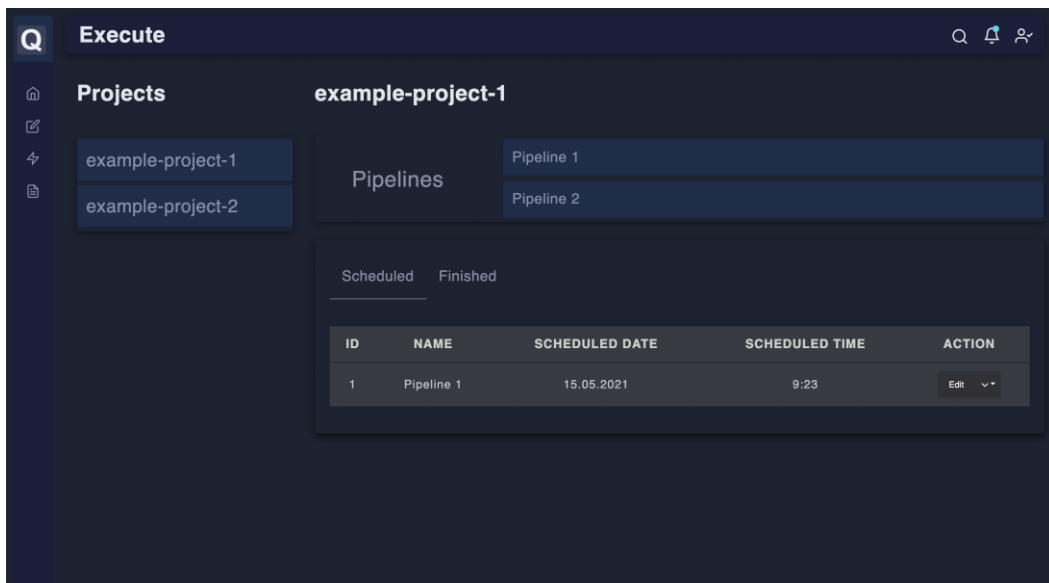 Q
Execute
Projects
example-project-1
example-project-2
example-project-1
Pipelines
Pipeline 1
Pipeline 2
Scheduled Finished
ID NAME SCHEDULED DATE SCHEDULED TIME ACTION
1 Pipeline 1 15.05.2021 9:23 Edit